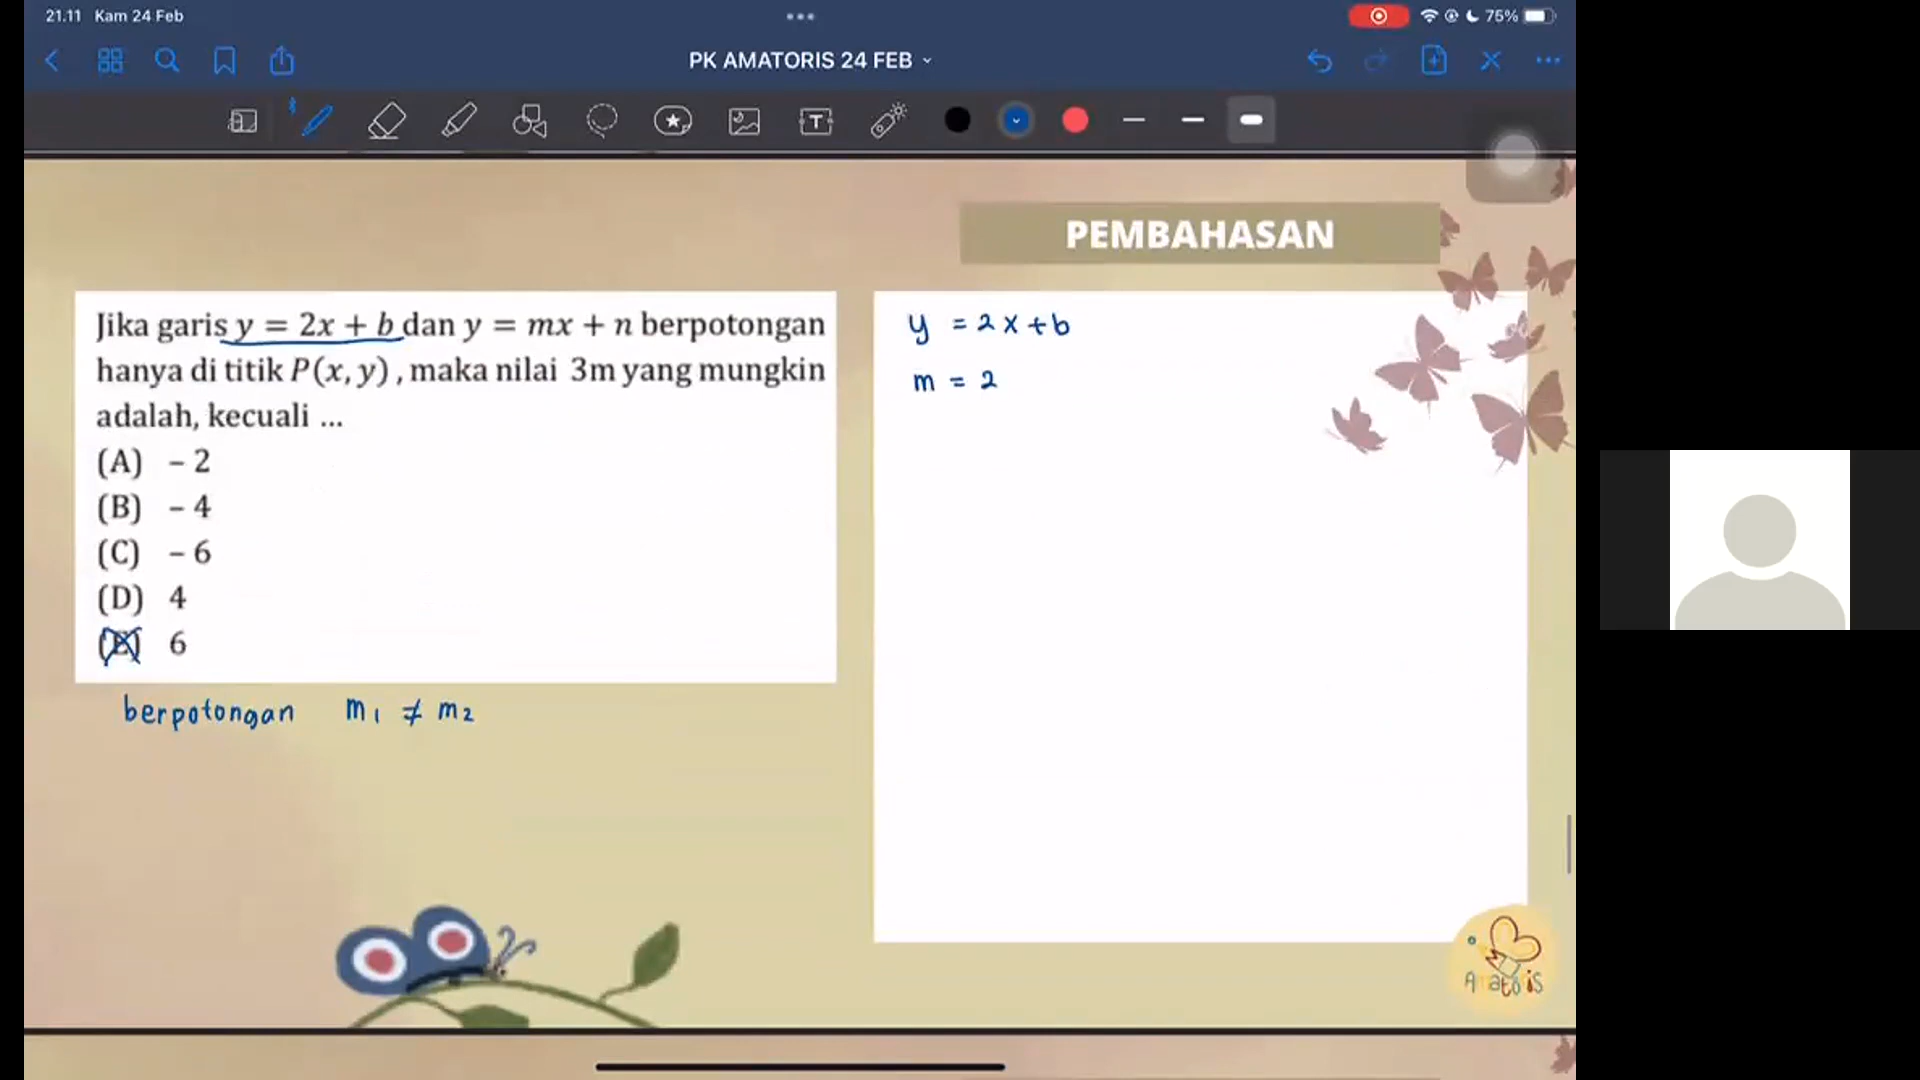 21.11 Kam 24 Feb
75%
PK AMATORIS 24 FEB
T
PEMBAHASAN
Jika garis y = 2x + b dan y = mx + n berpotongan
hanya di titik P(x, y) , maka nilai 3m yang mungkin
adalah, kecuali ...
(A) – 2
(B) – 4
(C) – 6
(D) 4
(E) 6
berpotongan m₁ ≠ m₂
y = 2x + b
m = 2
Amatoris